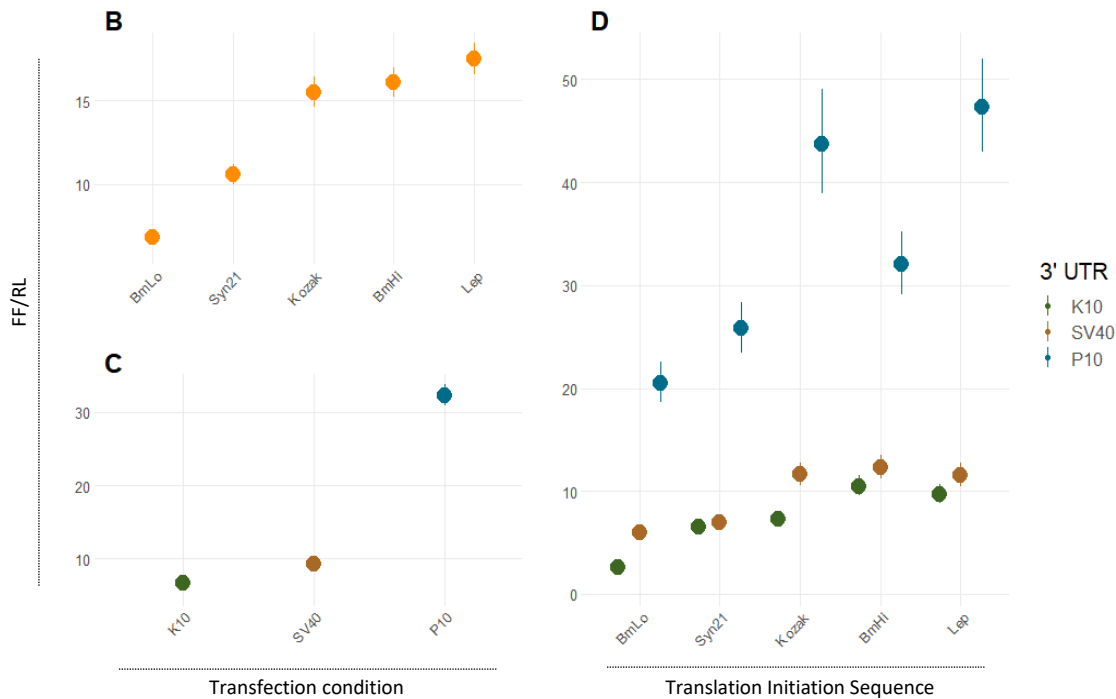 B
15
10
BmLo
Syn21
Kozak
BmHi
Lep
FF/RL
C
30
20
10
K10
SV40
P10
Transfection condition
D
50
40
30
20
10
0
BmLo
Syn21
Kozak
BmHi
Lep
Translation Initiation Sequence
3' UTR
K10
SV40
P10